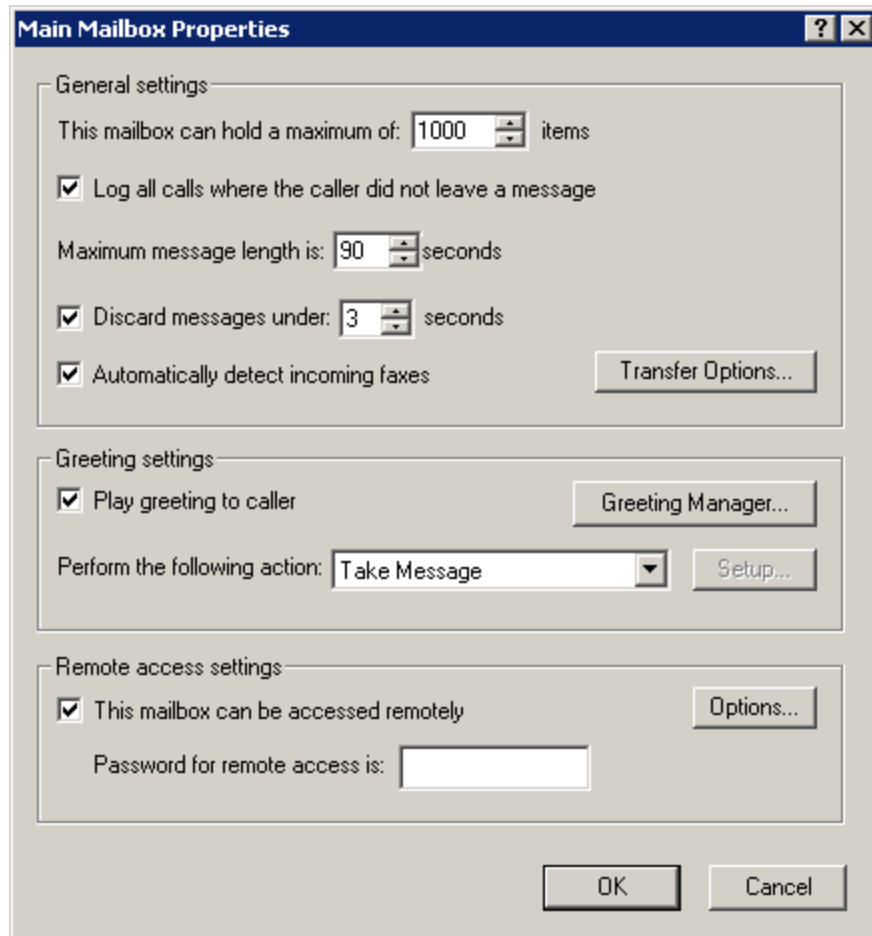 Main Mailbox Properties
General settings
This mailbox can hold a maximum of: 1000 items
Log all calls where the caller did not leave a message
Maximum message length is: 90 seconds
Discard messages under: 3 seconds
Automatically detect incoming faxes Transfer Options...
Greeting settings
Play greeting to caller Greeting Manager...
Perform the following action: Take Message Setup...
Remote access settings
This mailbox can be accessed remotely Options...
Password for remote access is:
OK Cancel